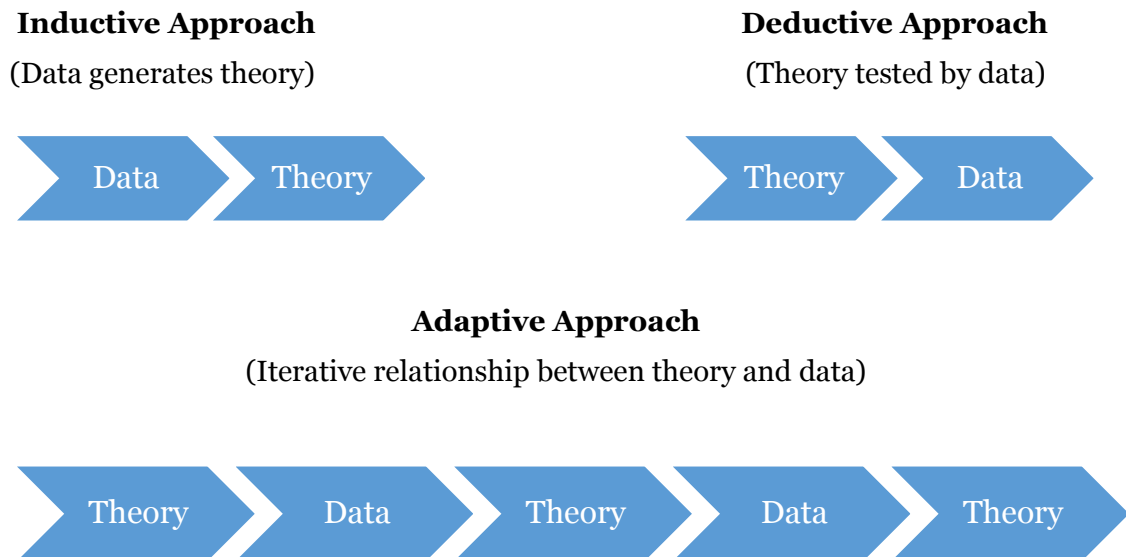 Inductive Approach
(Data generates theory)
Data
Theory
Deductive Approach
(Theory tested by data)
Theory
Data
Adaptive Approach
(Iterative relationship between theory and data)
Theory
Data
Theory
Data
Theory